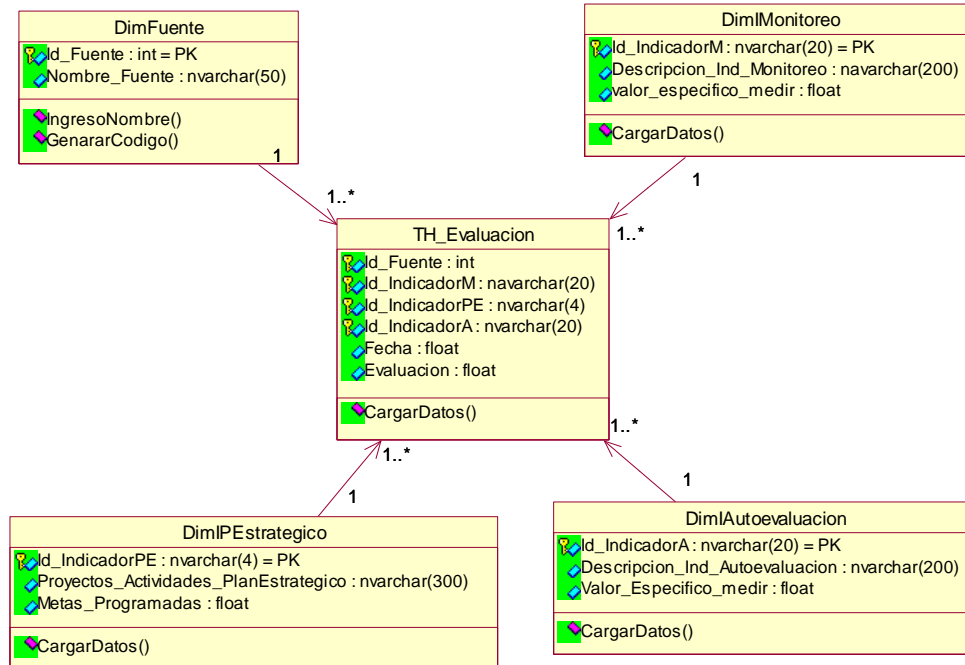 DimFuente
Id_Fuente : int = PK
Nombre_Fuente : nvarchar(50)
IngresoNombre()
GenararCodigo()
1
1..*
DimIMonitoreo
Id_IndicadorM : nvarchar(20) = PK
Descripcion_Ind_Monitoreo : navarchar(200)
valor_especifico_medir : float
CargarDatos()
1
1..*
TH_Evaluacion
Id_Fuente : int
Id_IndicadorM : navarchar(20)
Id_IndicadorPE : nvarchar(4)
Id_IndicadorA : nvarchar(20)
Fecha : float
Evaluacion : float
CargarDatos()
1..*
1..*
1
1
DimIPEstrategico
Id_IndicadorPE : nvarchar(4) = PK
Proyectos_Actividades_PlanEstrategico : nvarchar(300)
Metas_Programadas : float
CargarDatos()
DimIAutoevaluacion
Id_IndicadorA : nvarchar(20) = PK
Descripcion_Ind_Autoevaluacion : nvarchar(200)
Valor_Especifico_medir : float
CargarDatos()